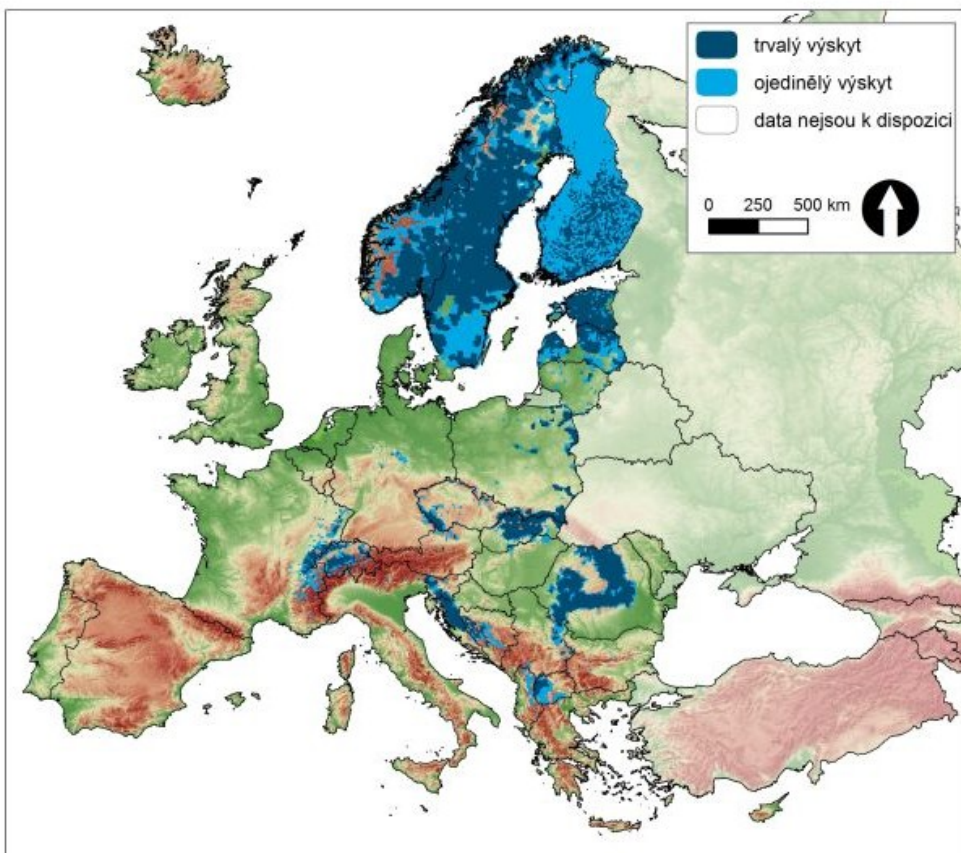 trvalý výskyt
ojedinělý výskyt
data nejsou k dispozici
0 250 500 km